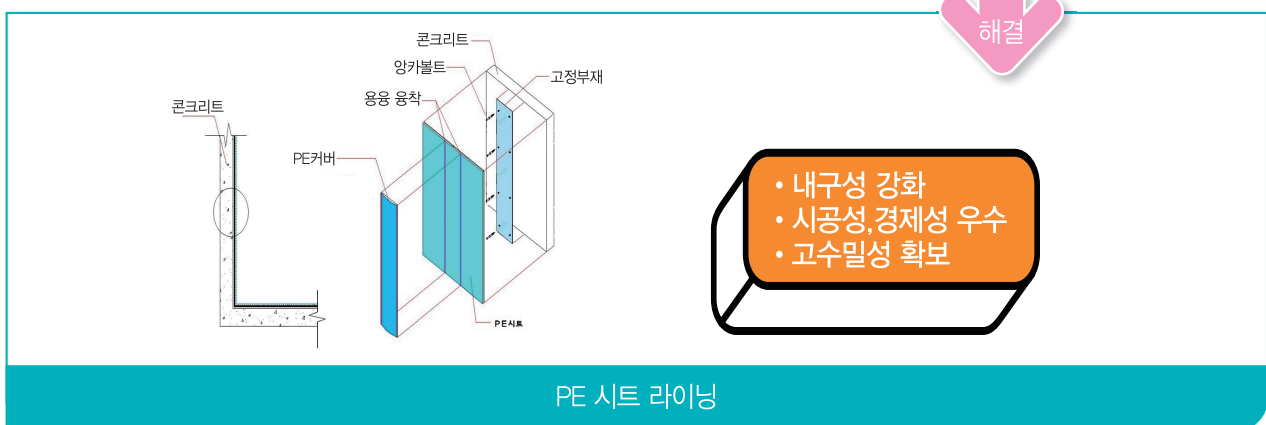 해결
콘크리트
앙카볼트
고정부재
용융 융착
콘크리트
PE커버
PE시트
• 내구성 강화
• 시공성,경제성 우수
• 고수밀성 확보
PE 시트 라이닝